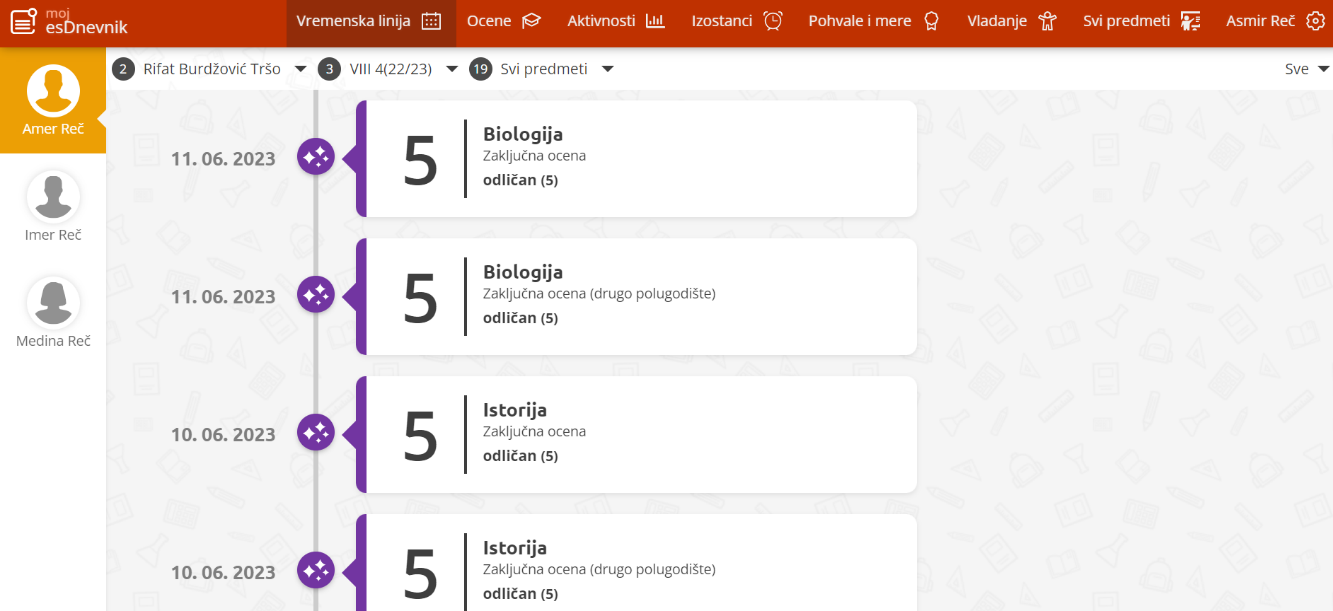 moj
esDnevnik
Vremenska linija
Ocene
Aktivnosti
Izostanci
Pohvale i mere
Vladanje
Svi predmeti
Asmir Reč
2 Rifat Burdžović Tršo
3 VIII 4(22/23)
19 Svi predmeti
Sve
Amer Reč
Imer Reč
Medina Reč
11. 06. 2023
5
Biologija
Zaključna ocena
odličan (5)
11. 06. 2023
5
Biologija
Zaključna ocena (drugo polugodište)
odličan (5)
10. 06. 2023
5
Istorija
Zaključna ocena
odličan (5)
10. 06. 2023
5
Istorija
Zaključna ocena (drugo polugodište)
odličan (5)